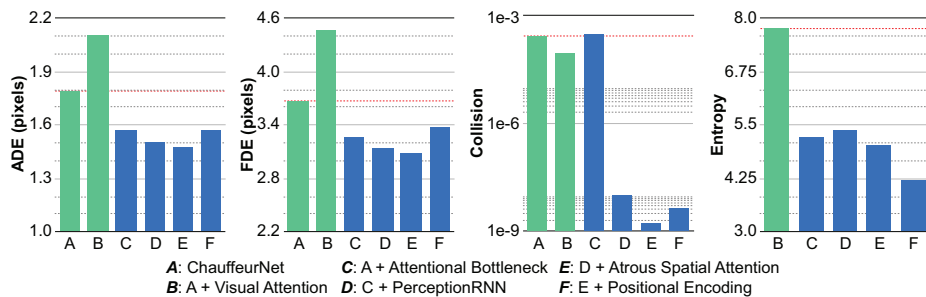 2.2
1.9
1.6
1.3
1.0
ADE (pixels)
A B C D E F
4.6
4.0
3.4
2.8
2.2
FDE (pixels)
A B C D E F
1e-3
1e-6
1e-9
Collision
A B C D E F
8.0
6.75
5.5
4.25
3.0
Entropy
B C D E F
A: ChauffeurNet C: A + Attentional Bottleneck E: D + Atrous Spatial Attention
B: A + Visual Attention D: C + PerceptionRNN F: E + Positional Encoding